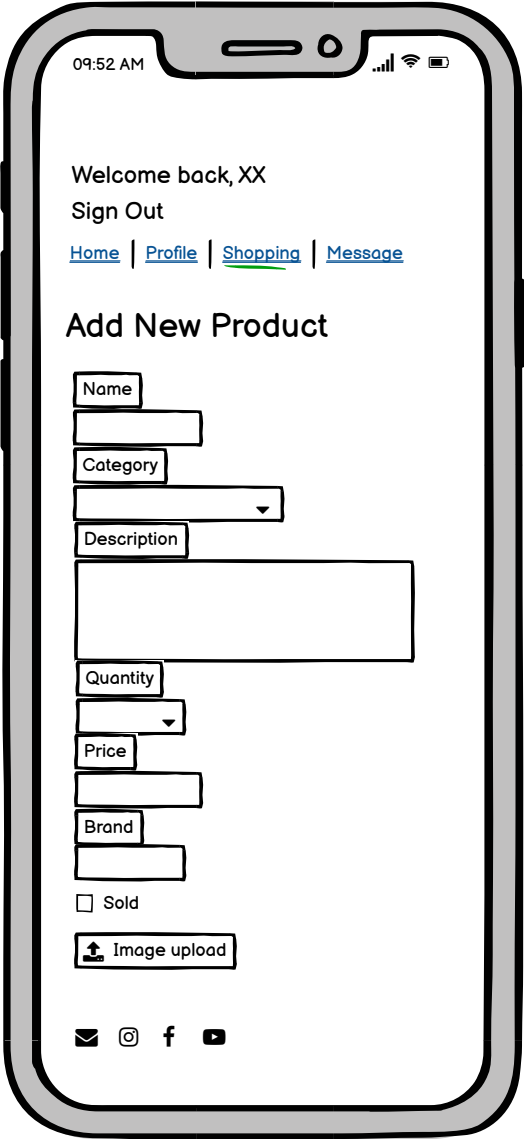 09:52 AM
Welcome back, XX
Sign Out
Home | Profile | Shopping | Message
Add New Product
Name
Category
Description
Quantity
Price
Brand
Sold
Image upload